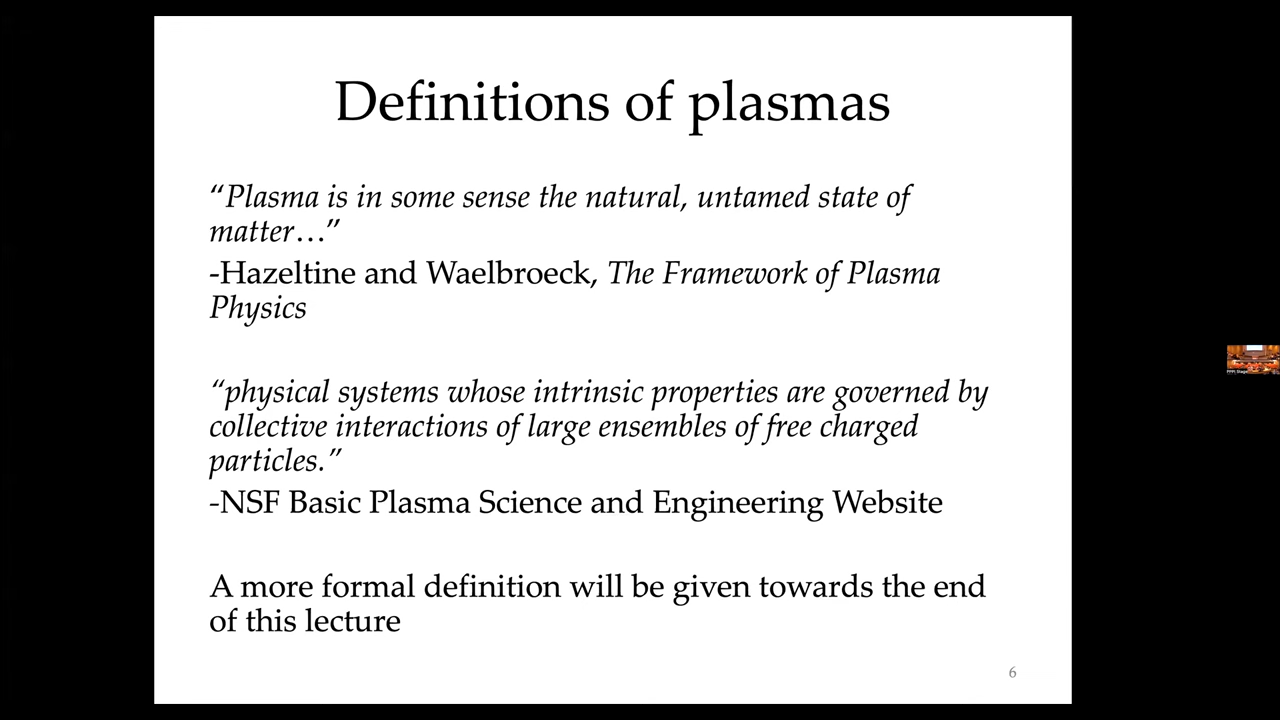 Definitions of plasmas
“Plasma is in some sense the natural, untamed state of
matter…”
-Hazeltine and Waelbroeck, The Framework of Plasma
Physics
“physical systems whose intrinsic properties are governed by
collective interactions of large ensembles of free charged
particles.”
-NSF Basic Plasma Science and Engineering Website
A more formal definition will be given towards the end
of this lecture
6